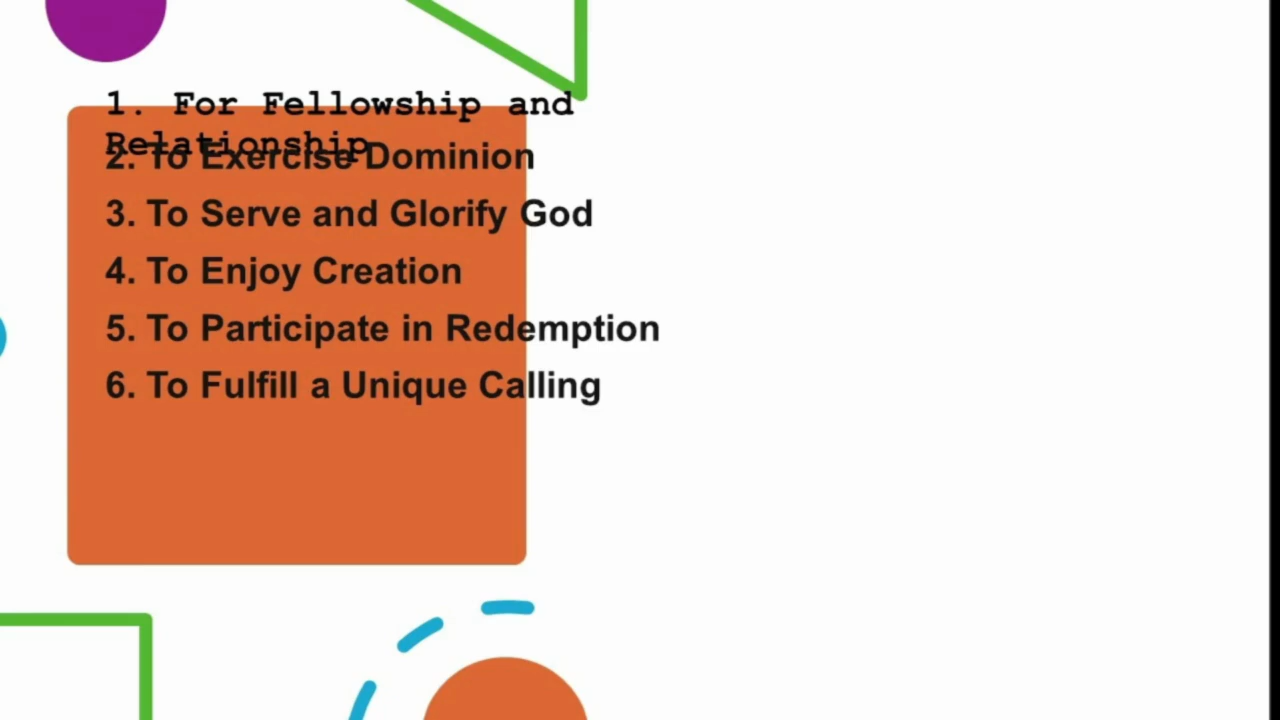 1. For Fellowship and
Relationship
2. To Exercise Dominion
3. To Serve and Glorify God
4. To Enjoy Creation
5. To Participate in Redemption
6. To Fulfill a Unique Calling